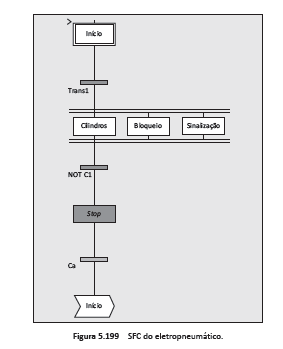 Início
Trans1
Cilindros Bloqueio Sinalização
NOT C1
Stop
Ca
Início
Figura 5.199 SFC do eletropneumático.